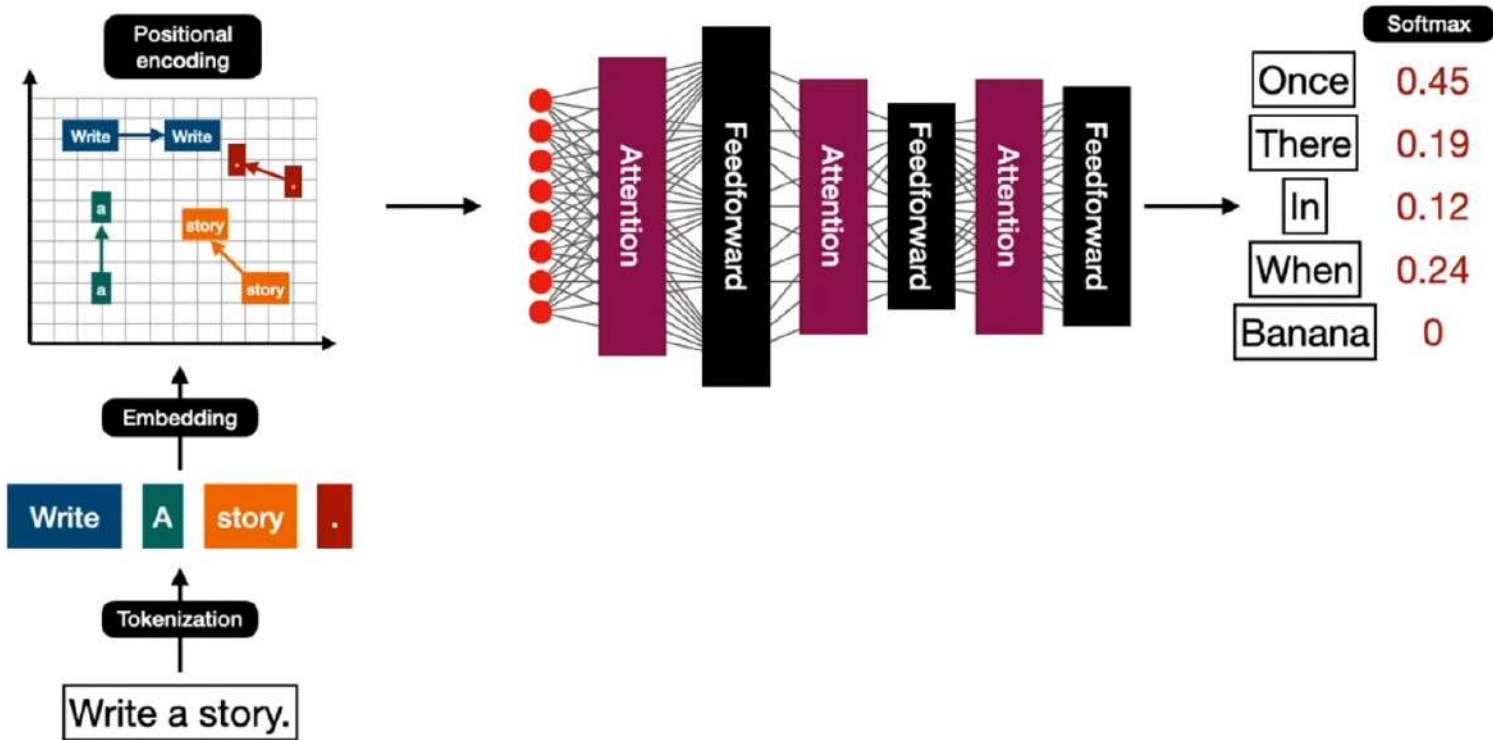 Positional
encoding
Write
Write
.
.
a
story
a
story
Embedding
Write
A
story
.
Tokenization
Write a story.
Attention
Feedforward
Attention
Feedforward
Attention
Feedforward
Softmax
Once 0.45
There 0.19
In 0.12
When 0.24
Banana 0